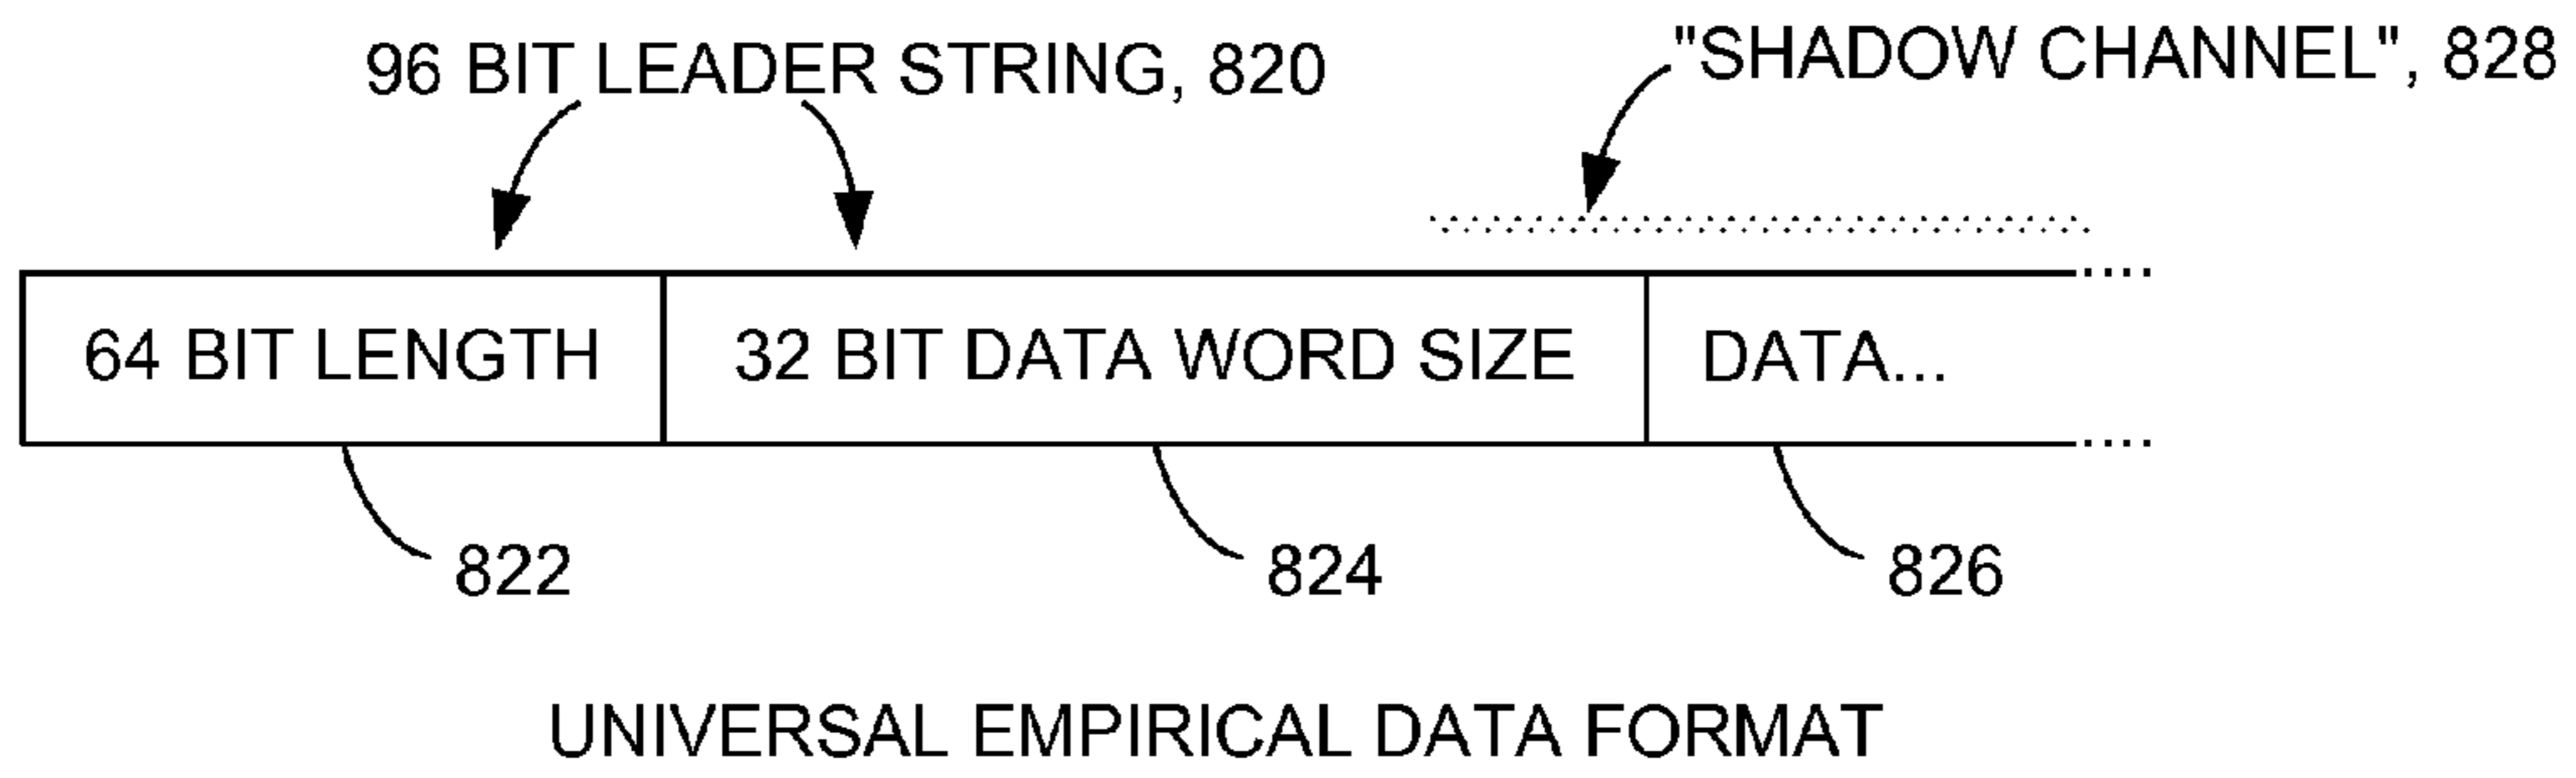 96 BIT LEADER STRING, 820
"SHADOW CHANNEL", 828
64 BIT LENGTH
32 BIT DATA WORD SIZE
DATA...
822
824
826
UNIVERSAL EMPIRICAL DATA FORMAT